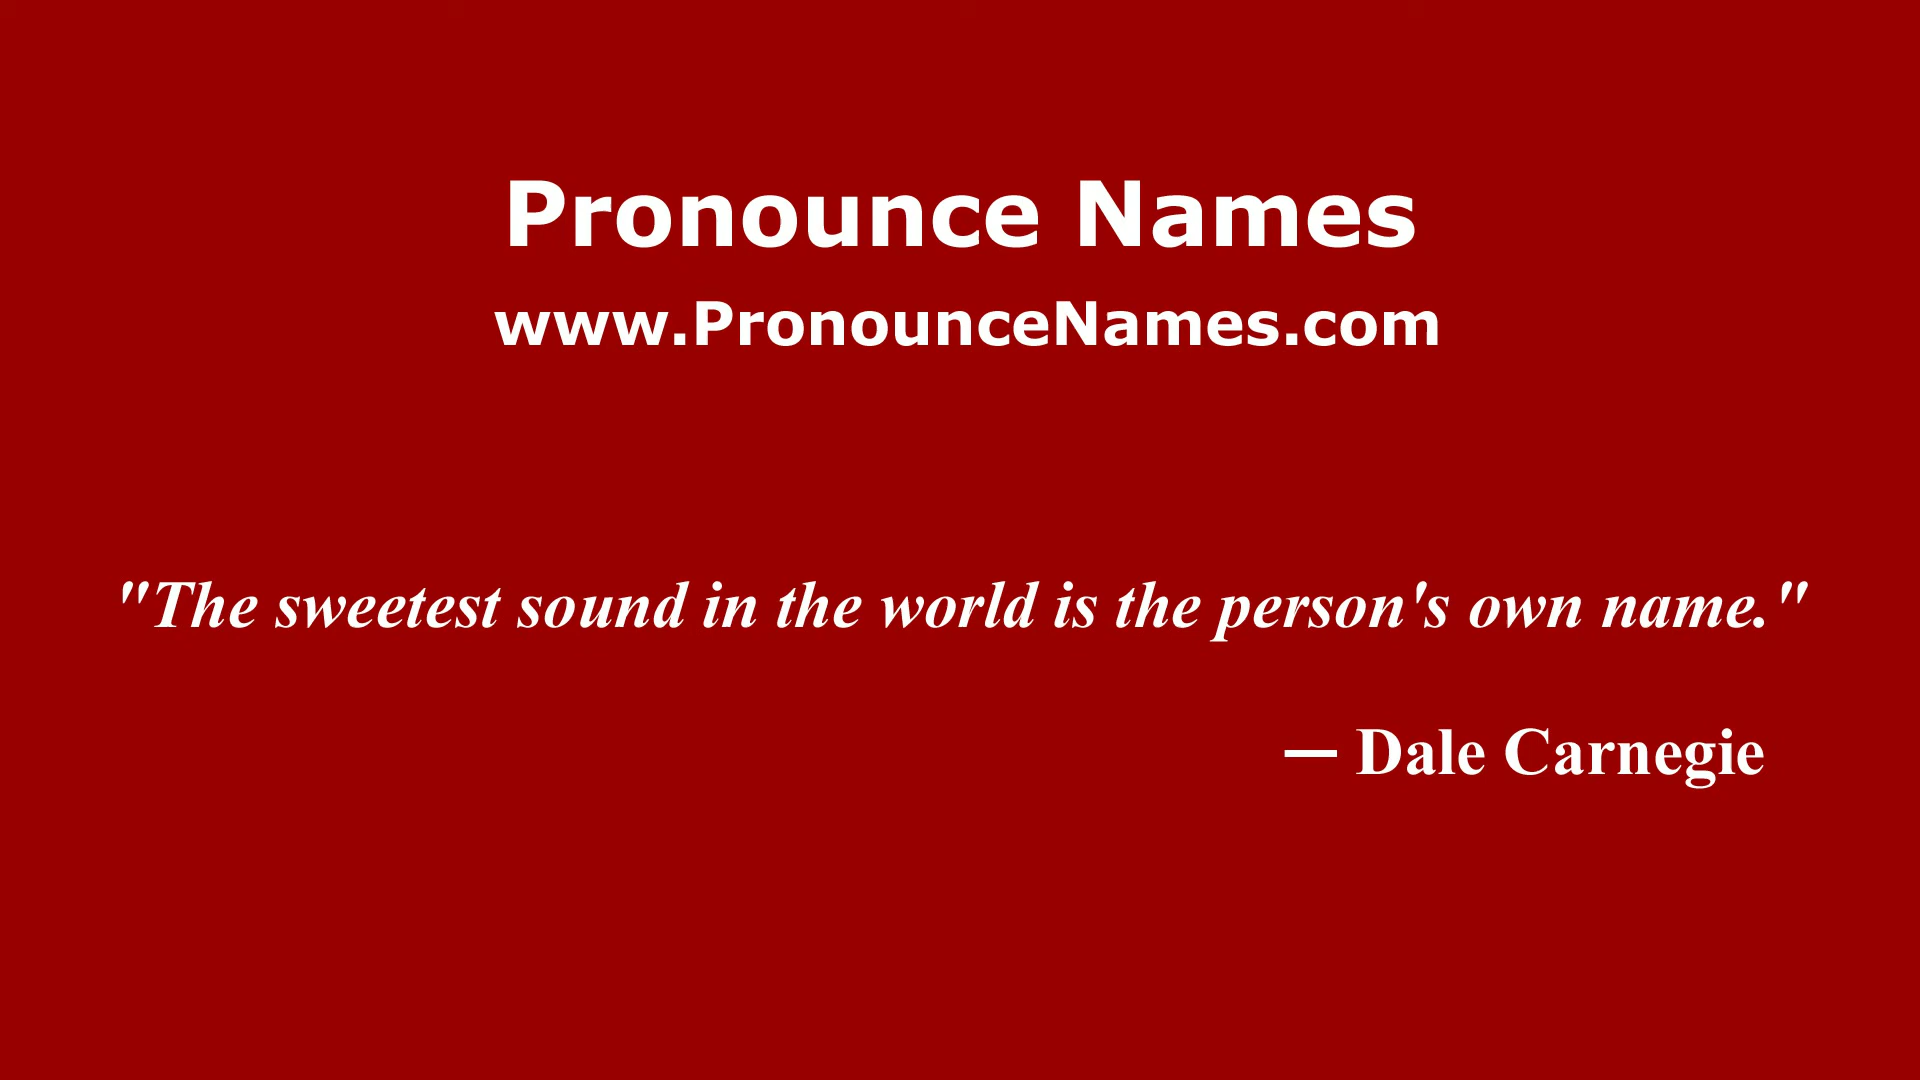 Pronounce Names
www.PronounceNames.com
"The sweetest sound in the world is the person's own name."
— Dale Carnegie